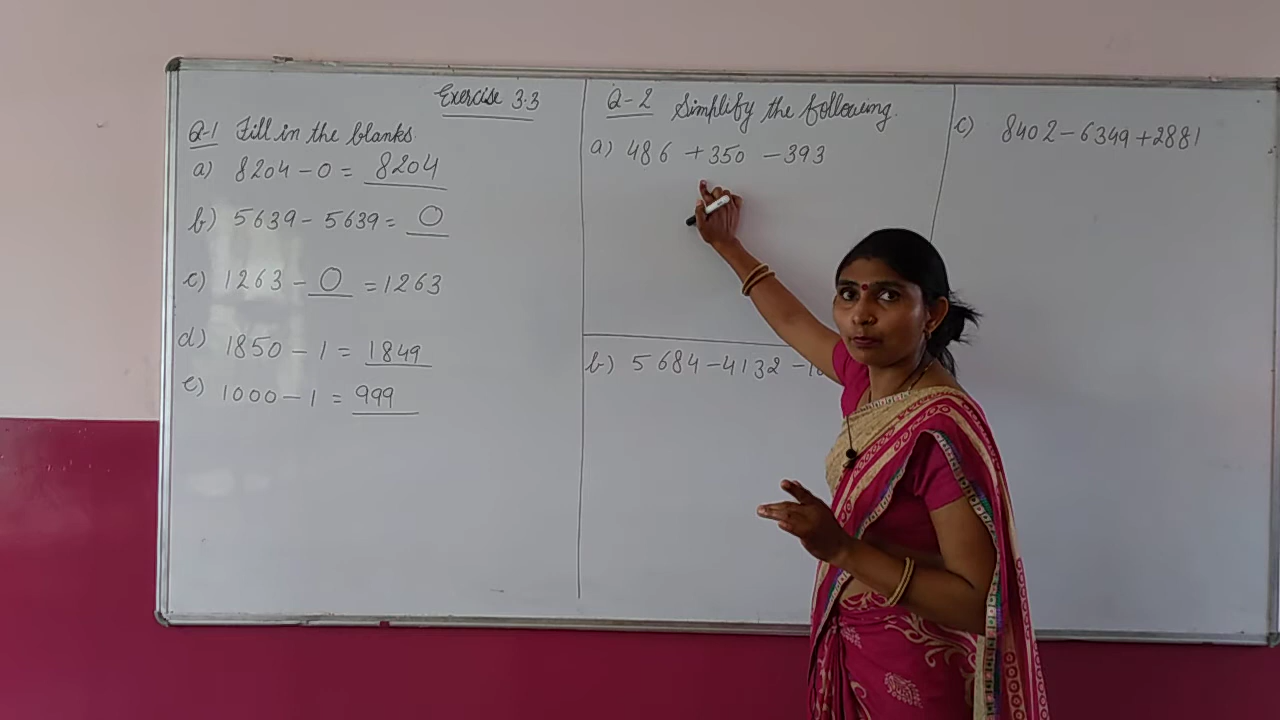 Exercise 3.3
Q-1 Fill in the blanks.
a) 8204 - 0 = 8204
b) 5639 - 5639 = 0
c) 1263 - 0 = 1263
d) 1850 - 1 = 1849
e) 1000 - 1 = 999
Q-2 Simplify the following.
a) 486 + 350 - 393
b) 5684 - 4132 -
c) 8402 - 6349 + 2881